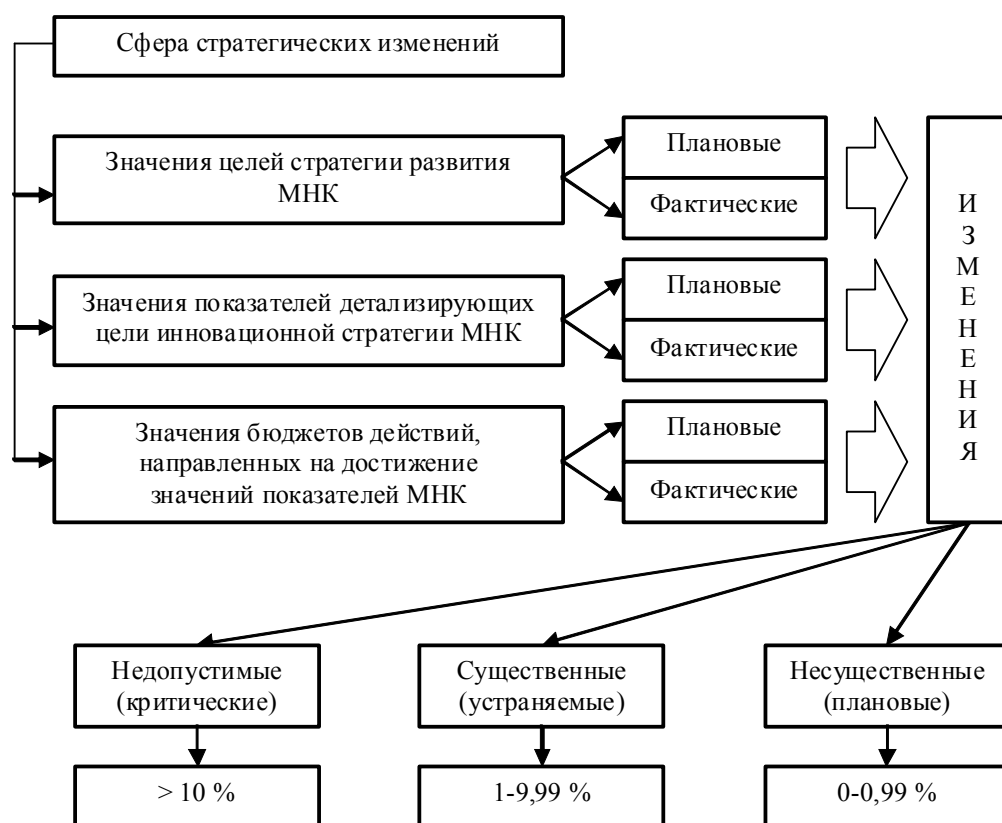 Сфера стратегических изменений
Значения целей стратегии развития
МНК
Плановые
Фактические
Значения показателей детализирующих
цели инновационной стратегии МНК
Плановые
Фактические
Значения бюджетов действий,
направленных на достижение
значений показателей МНК
Плановые
Фактические
И
З
М
Е
Н
Е
Н
И
Я
Недопустимые
(критические)
Существенные
(устраняемые)
Несущественные
(плановые)
> 10 %
1-9,99 %
0-0,99 %